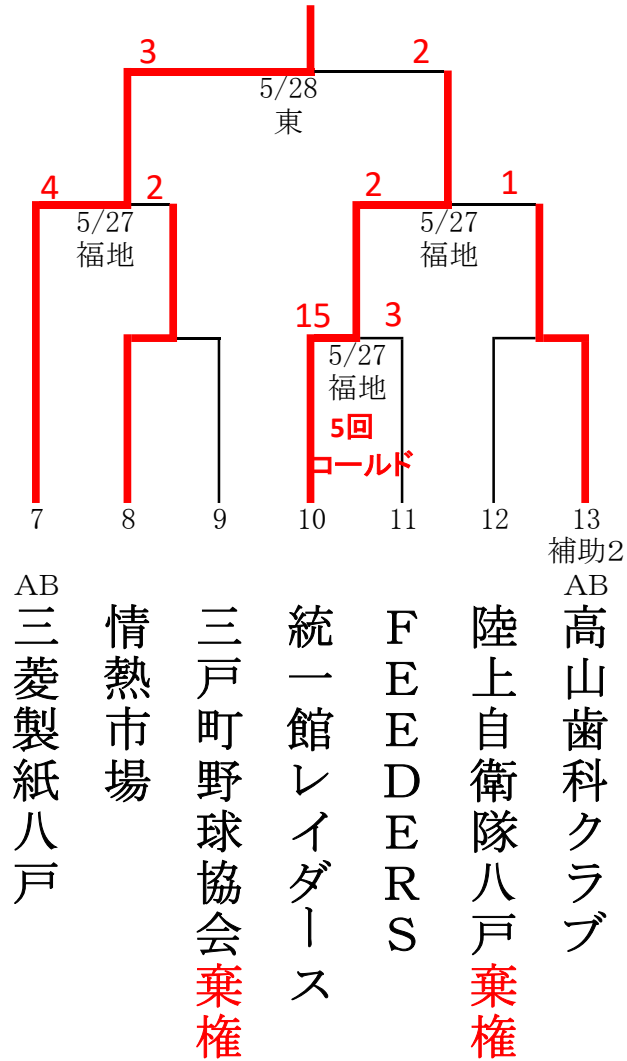 3
2
5/28
東
4
2
2
1
5/27
福地
5/27
福地
15
3
5/27
福地
5回
コールド
7
8
9
10
11
12
13
補助2
AB
三菱製紙八戸
情熱市場
三戸町野球協会棄権
統一館レイダース
FEEDERS
陸上自衛隊八戸棄権
AB
高山歯科クラブ